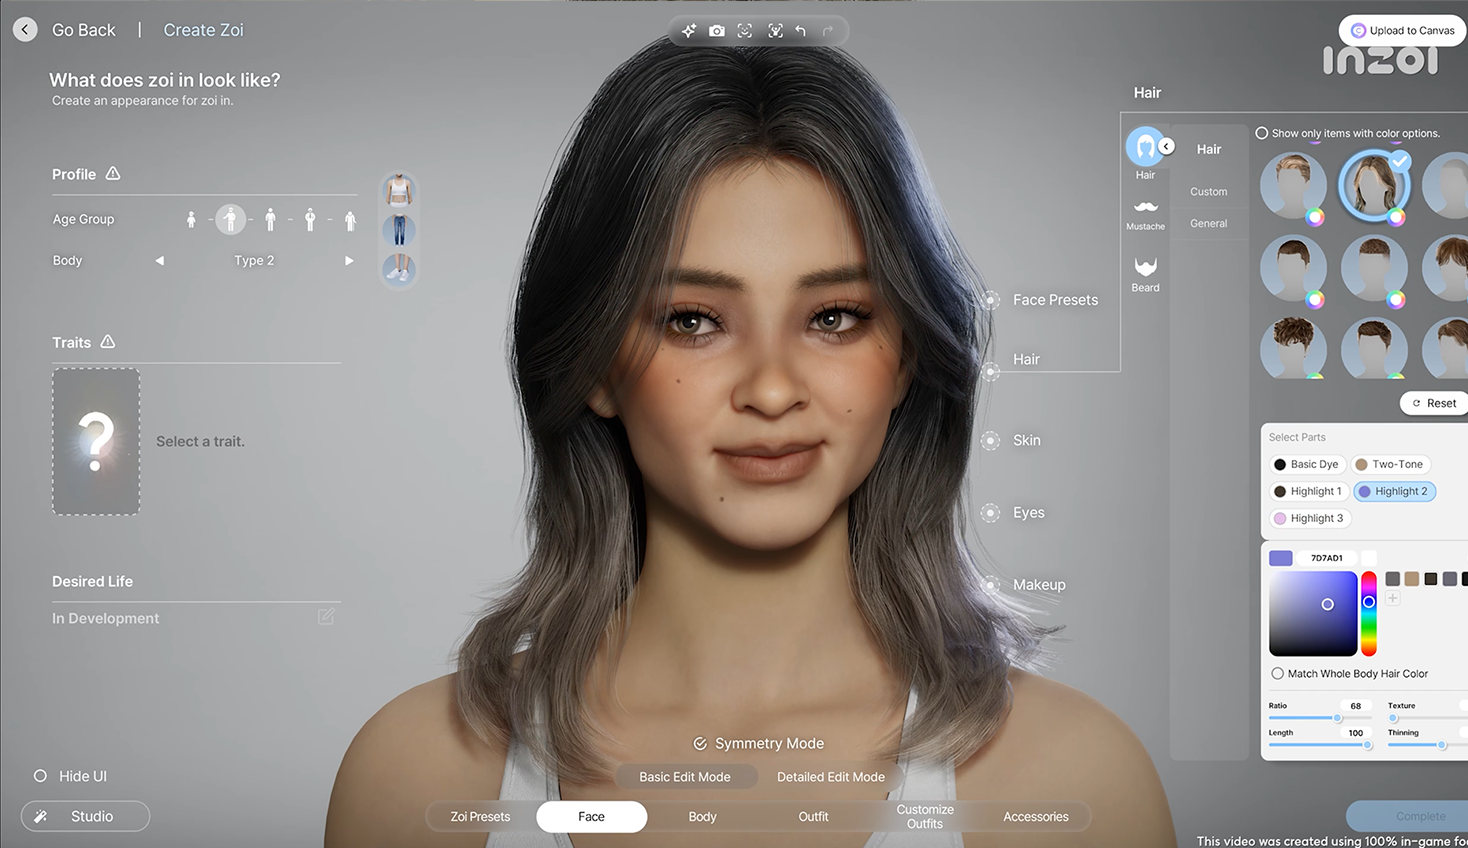 Go Back | Create Zoi
Upload to Canvas
inZOI
What does zoi in look like?
Create an appearance for zoi in.
Profile
Age Group
Body
Type 2
Traits
?
Select a trait.
Desired Life
In Development
Hide UI
Studio
Face Presets
Hair
Skin
Eyes
Makeup
Symmetry Mode
Basic Edit Mode
Detailed Edit Mode
Zoi Presets
Face
Body
Outfit
Customize
Outfits
Accessories
Hair
Hair
Mustache
Beard
Hair
Custom
General
Show only items with color options.
Reset
Select Parts
Basic Dye
Two-Tone
Highlight 1
Highlight 2
Highlight 3
7D7AD1
Match Whole Body Hair Color
Ratio
68
Texture
Length
100
Thinning
Complete
This video was created using 100% in-game